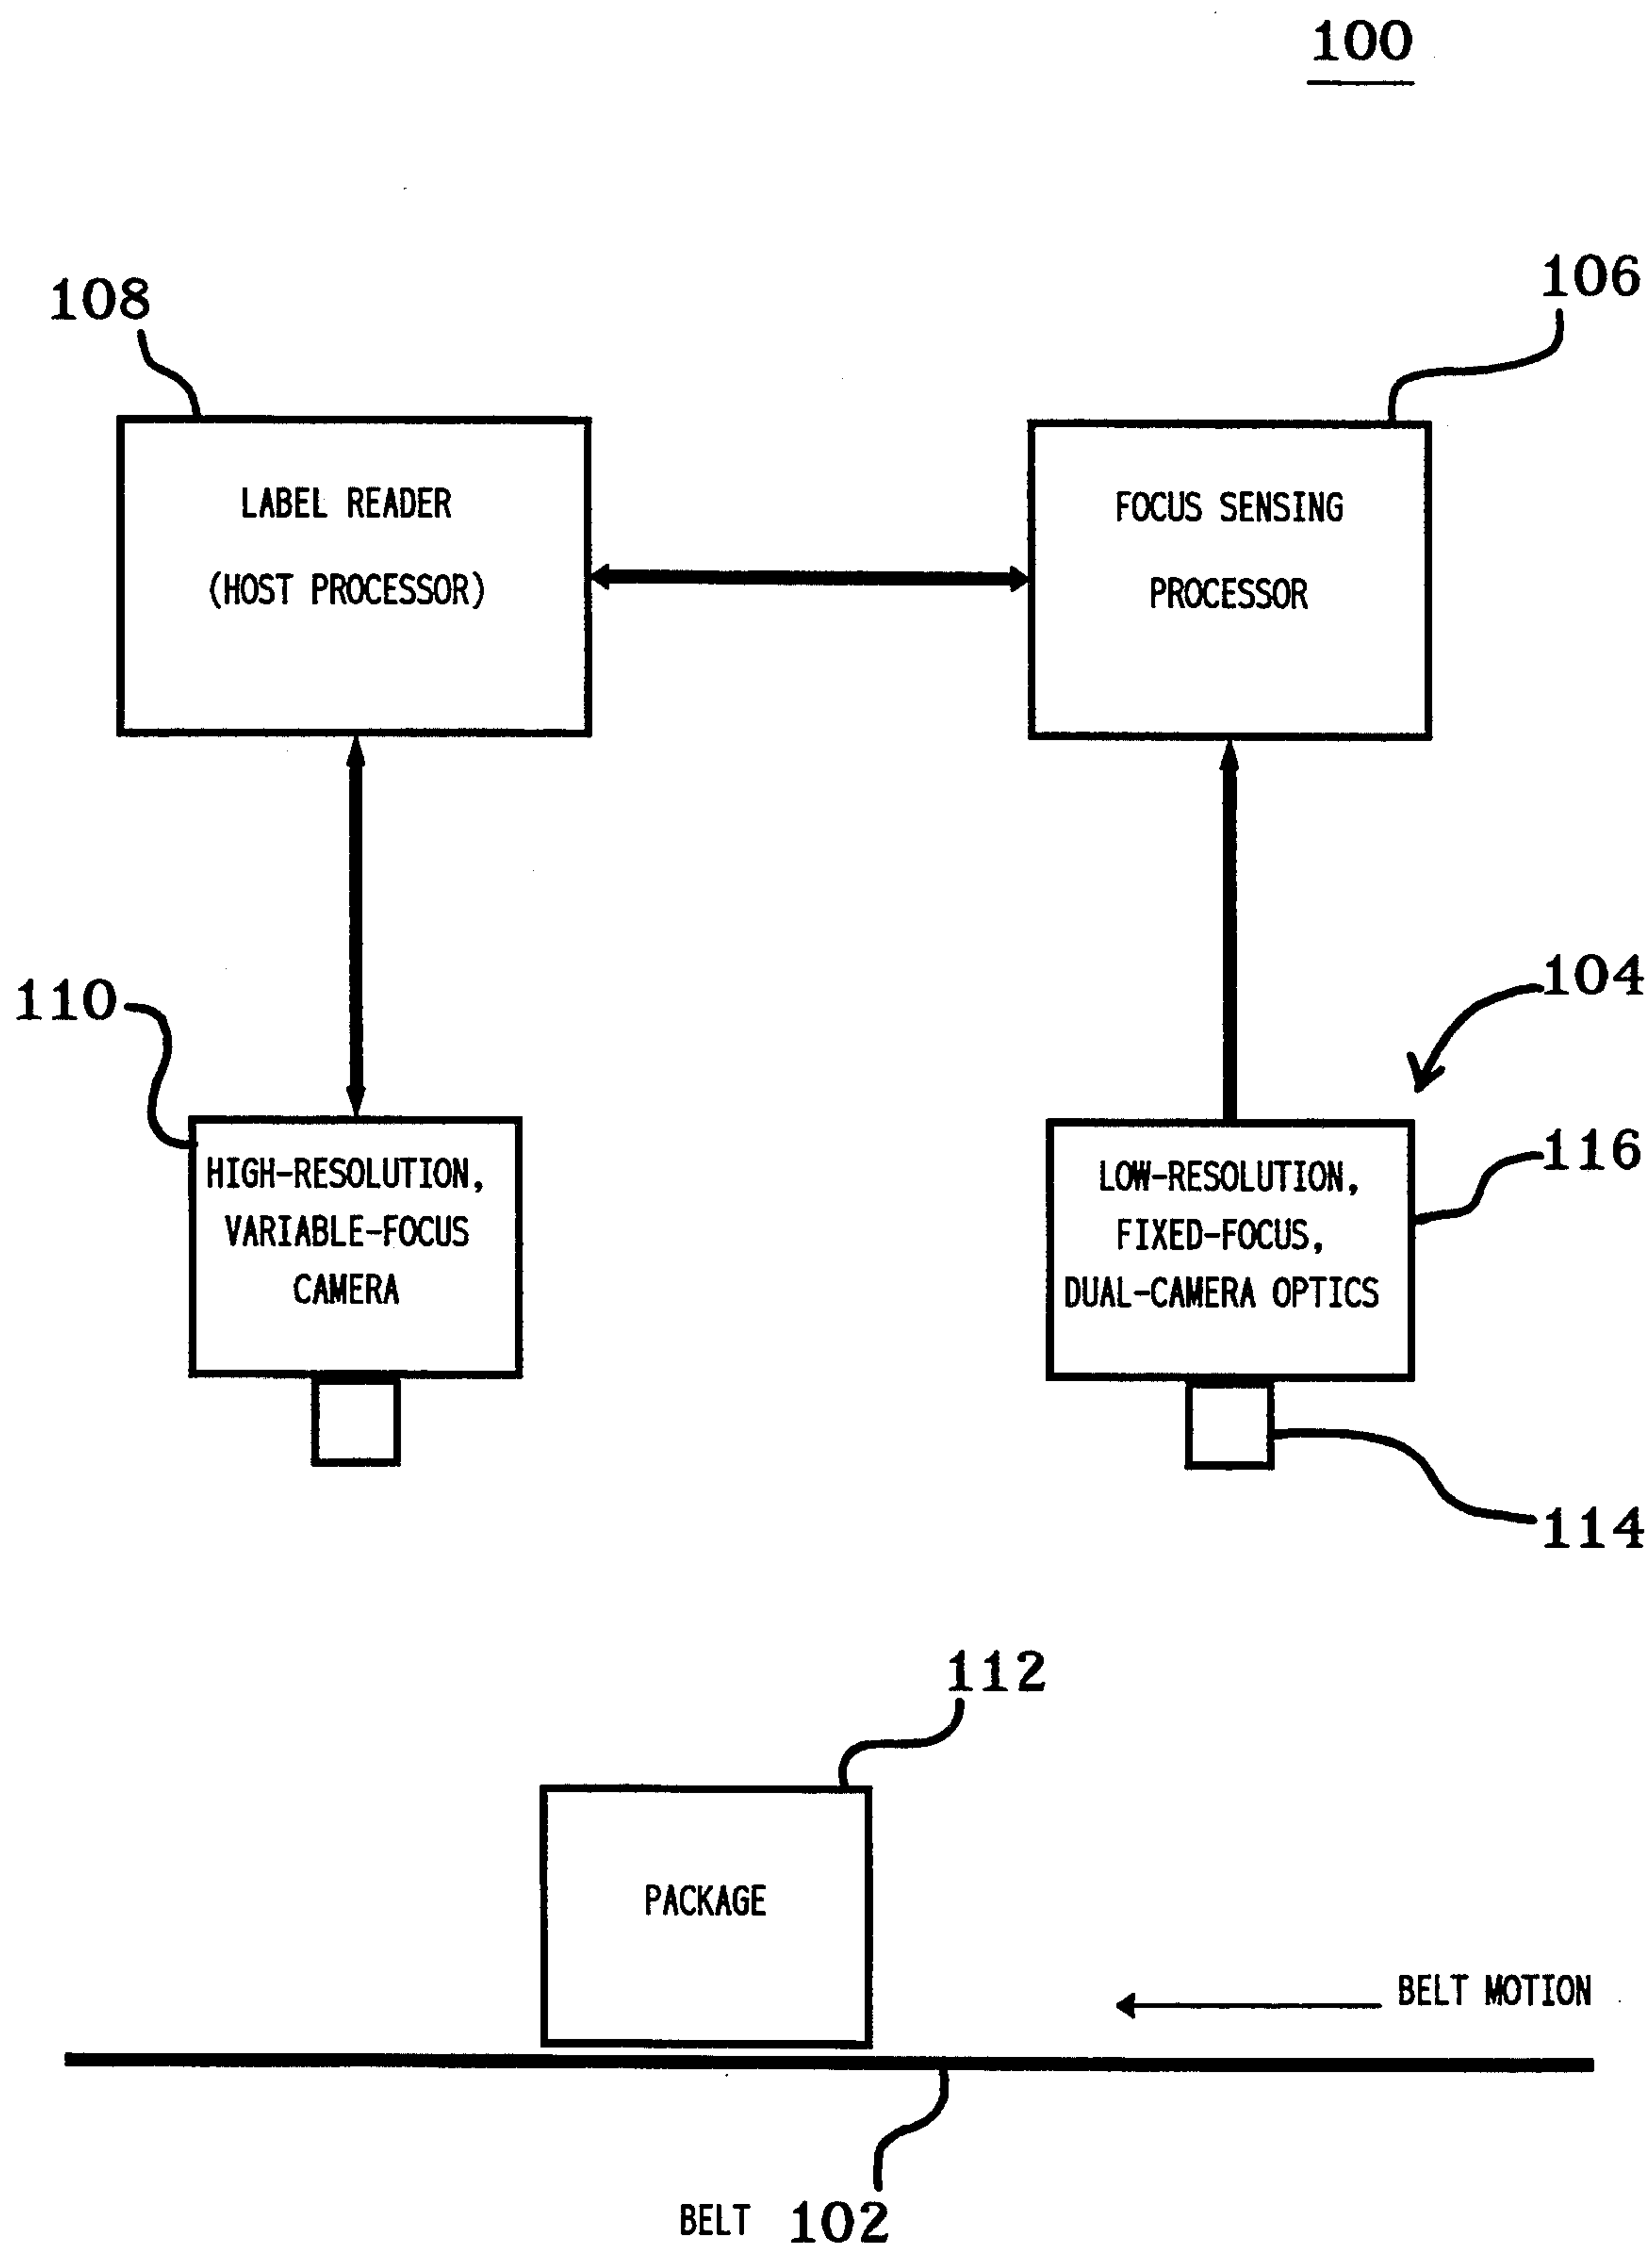 100
108
106
LABEL READER
(HOST PROCESSOR)
FOCUS SENSING
PROCESSOR
110
104
116
HIGH-RESOLUTION,
VARIABLE-FOCUS
CAMERA
LOW-RESOLUTION,
FIXED-FOCUS,
DUAL-CAMERA OPTICS
114
112
PACKAGE
BELT MOTION
BELT 102